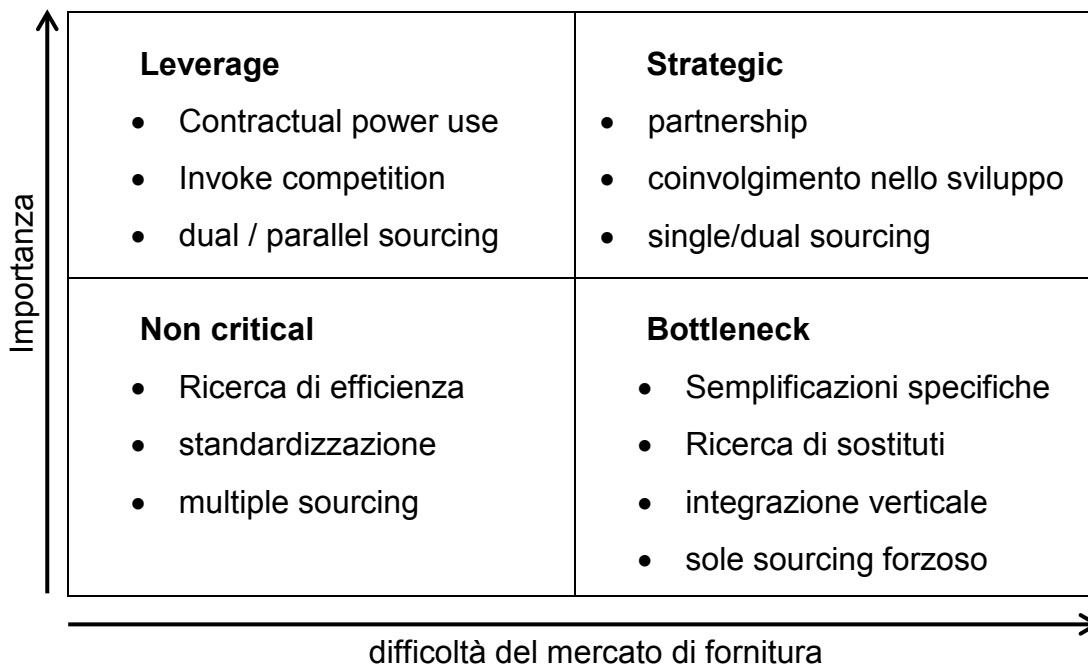 Importanza
Leverage
• Contractual power use
• Invoke competition
• dual / parallel sourcing
Strategic
• partnership
• coinvolgimento nello sviluppo
• single/dual sourcing
Non critical
• Ricerca di efficienza
• standardizzazione
• multiple sourcing
Bottleneck
• Semplificazioni specifiche
• Ricerca di sostituti
• integrazione verticale
• sole sourcing forzoso
difficoltà del mercato di fornitura